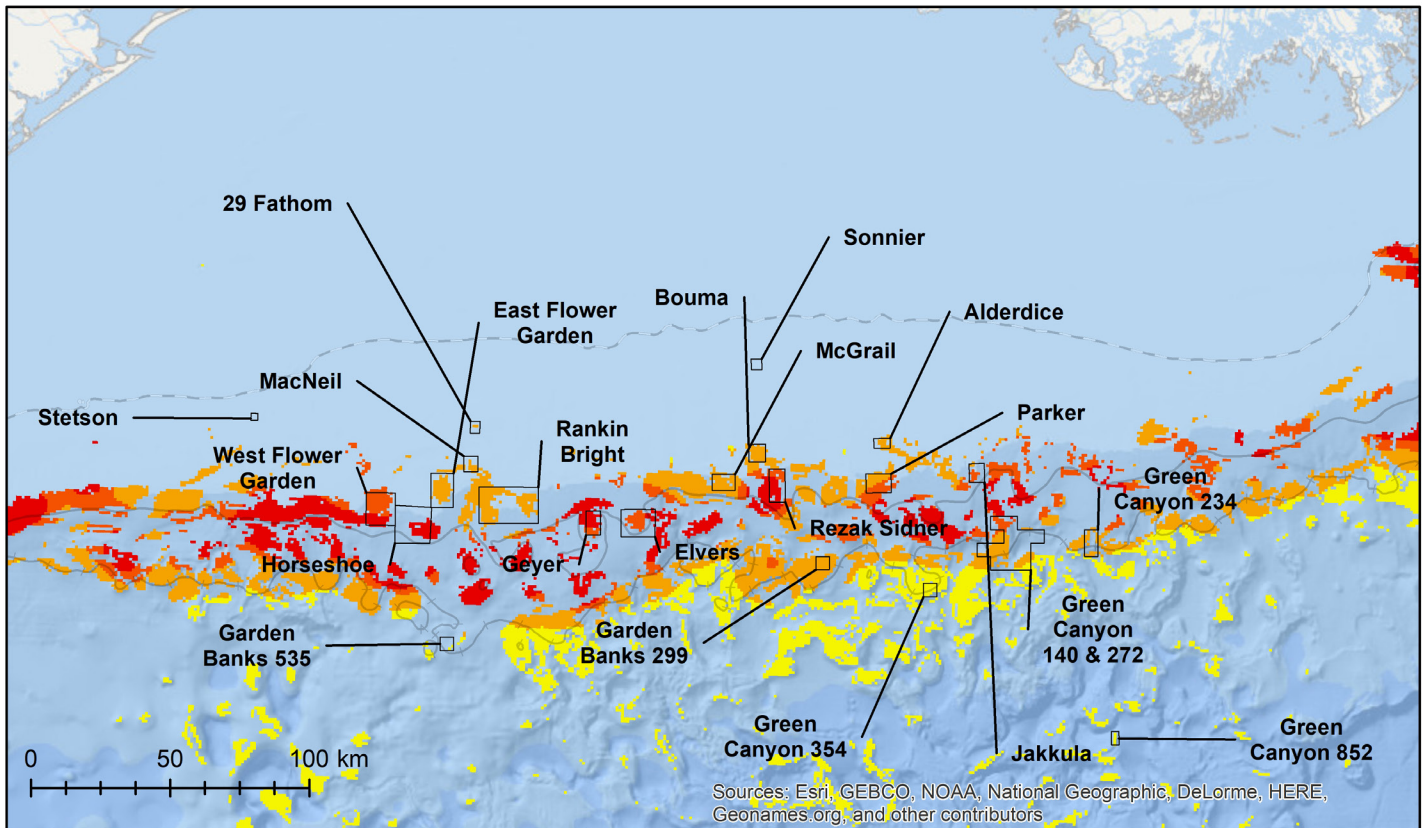 29 Fathom
Sonnier
Bouma
East Flower
Garden
Alderdice
McGrail
MacNeil
Stetson
Parker
Rankin
Bright
West Flower
Garden
Green
Canyon 234
Rezak Sidner
Elvers
Horseshoe
Geyer
Garden
Banks 535
Garden
Banks 299
Green
Canyon
140 & 272
Green
Canyon 354
Jakkula
Green
Canyon 852
0 50 100 km
Sources: Esri, GEBCO, NOAA, National Geographic, DeLorme, HERE,
Geonames.org, and other contributors